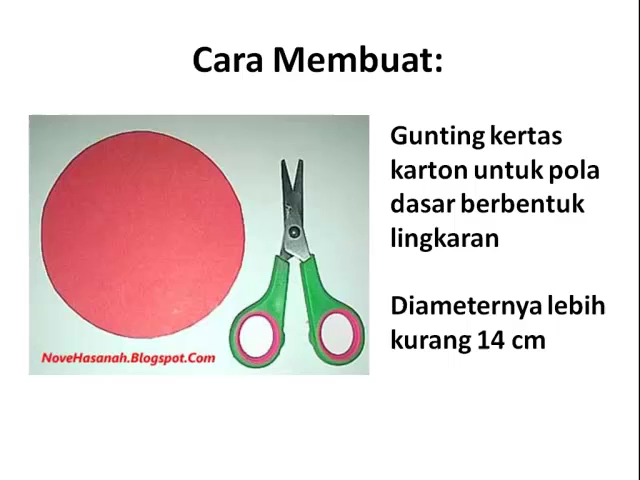 Cara Membuat:
Gunting kertas
karton untuk pola
dasar berbentuk
lingkaran
Diameternya lebih
kurang 14 cm
NoveHasanah.Blogspot.Com